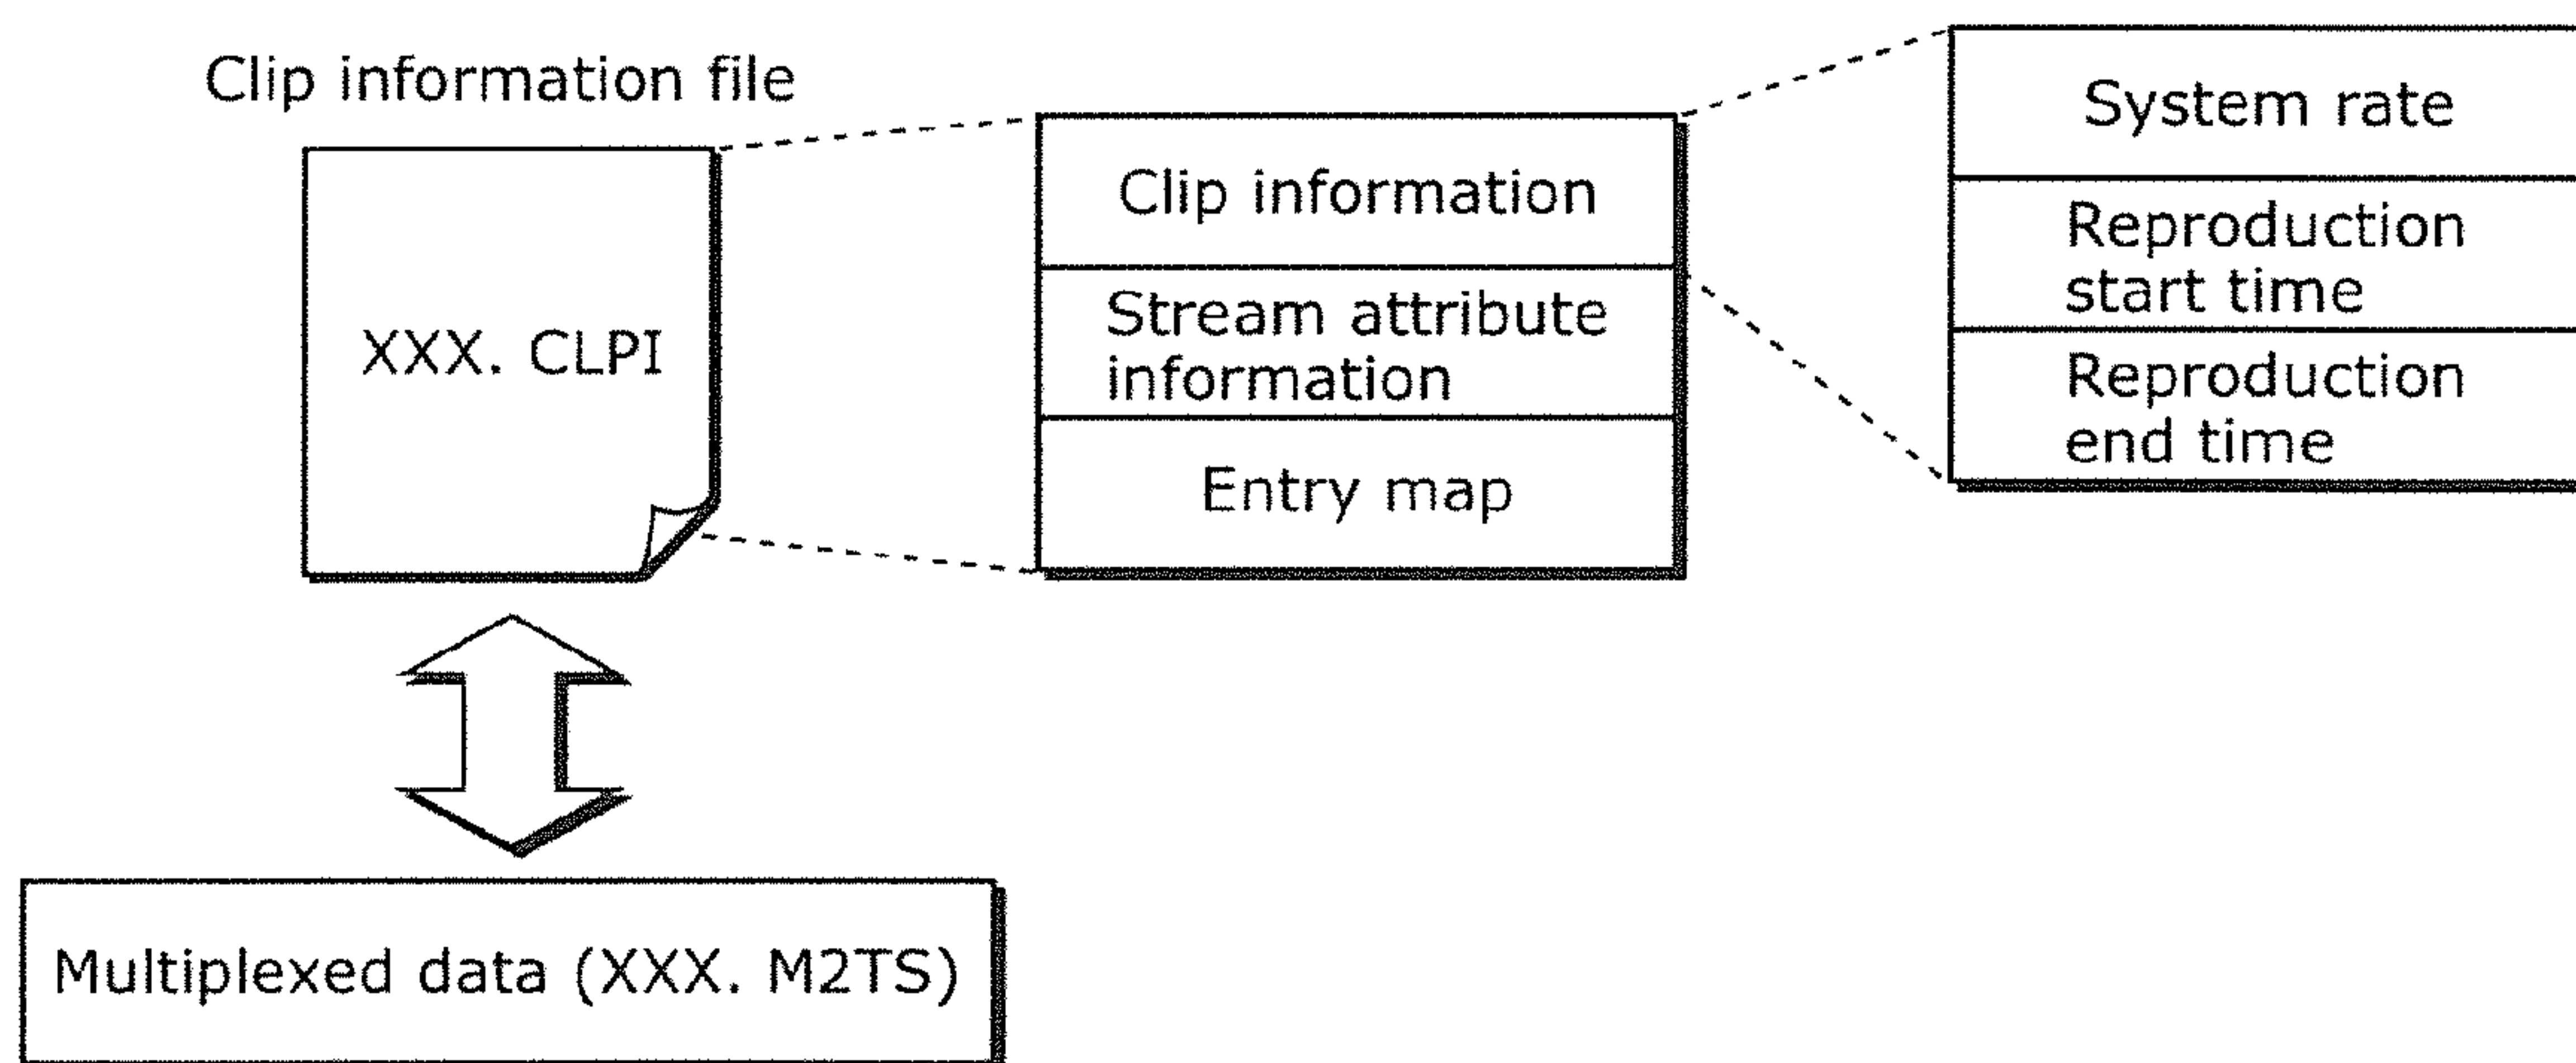 Clip information file
XXX. CLPI
Clip information
Stream attribute
information
Entry map
System rate
Reproduction
start time
Reproduction
end time
Multiplexed data (XXX. M2TS)